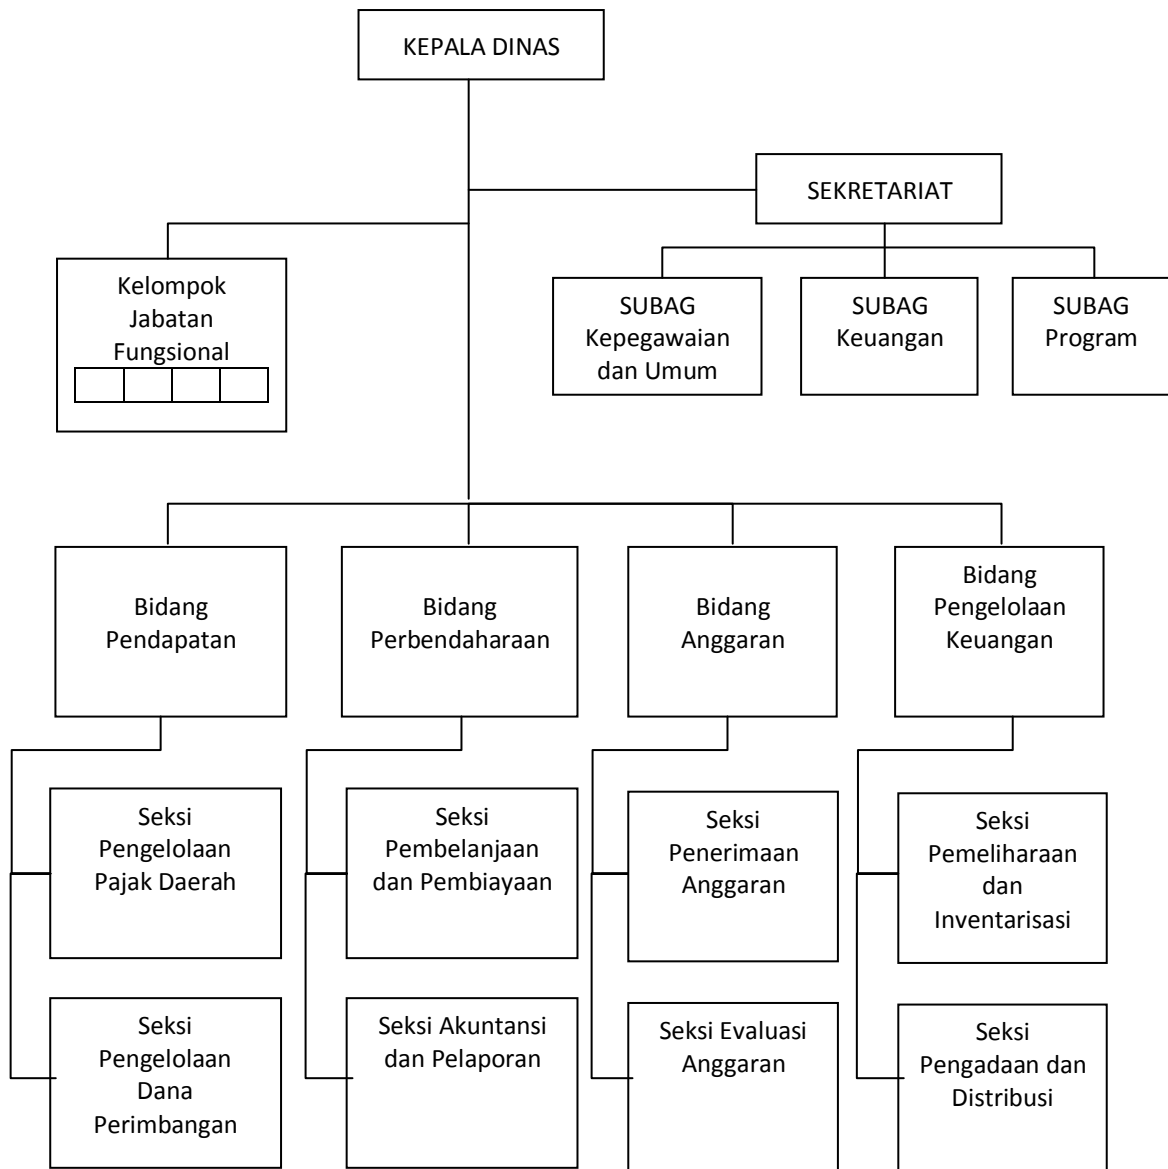 KEPALA DINAS
SEKRETARIAT
Kelompok
Jabatan
Fungsional
SUBAG
Kepegawaian
dan Umum
SUBAG
Keuangan
SUBAG
Program
Bidang
Pendapatan
Bidang
Perbendaharaan
Bidang
Anggaran
Bidang
Pengelolaan
Keuangan
Seksi
Pengelolaan
Pajak Daerah
Seksi
Pembelanjaan
dan Pembiayaan
Seksi
Penerimaan
Anggaran
Seksi
Pemeliharaan
dan
Inventarisasi
Seksi
Pengelolaan
Dana
Perimbangan
Seksi Akuntansi
dan Pelaporan
Seksi Evaluasi
Anggaran
Seksi
Pengadaan dan
Distribusi